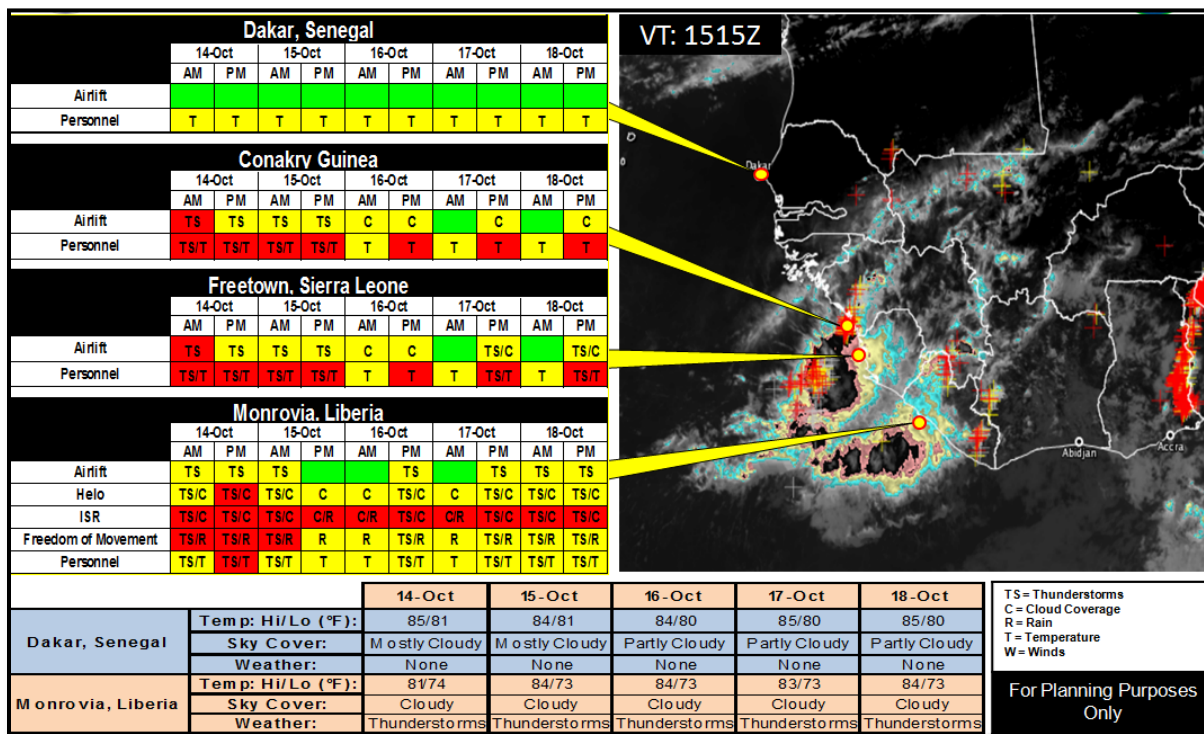 Dakar, Senegal
14-Oct 15-Oct 16-Oct 17-Oct 18-Oct
AM PM AM PM AM PM AM PM AM PM
Airlift
Personnel T T T T T T T T T T
Conakry Guinea
14-Oct 15-Oct 16-Oct 17-Oct 18-Oct
AM PM AM PM AM PM AM PM AM PM
Airlift TS TS TS TS C C C C
Personnel TS/T TS/T TS/T TS/T T T T T T T
Freetown, Sierra Leone
14-Oct 15-Oct 16-Oct 17-Oct 18-Oct
AM PM AM PM AM PM AM PM AM PM
Airlift TS TS TS TS C C TS/C TS/C
Personnel TS/T TS/T TS/T TS/T T T T TS/T T TS/T
Monrovia. Liberia
14-Oct 15-Oct 16-Oct 17-Oct 18-Oct
AM PM AM PM AM PM AM PM AM PM
Airlift TS TS TS TS TS TS TS
Helo TS/C TS/C TS/C C C TS/C C TS/C TS/C TS/C
ISR TS/C TS/C TS/C C/R C/R TS/C C/R TS/C TS/C TS/C
Freedom of Movement TS/R TS/R TS/R R R TS/R R TS/R TS/R TS/R
Personnel TS/T TS/T TS/T T T TS/T T TS/T TS/T TS/T
VT: 1515Z
Dakar
Abidjan
Accra
14-Oct 15-Oct 16-Oct 17-Oct 18-Oct
Dakar, Senegal
Temp: Hi/Lo (°F): 85/81 84/81 84/80 85/80 85/80
Sky Cover: Mostly Cloudy Mostly Cloudy Partly Cloudy Partly Cloudy Partly Cloudy
Weather: None None None None None
Monrovia, Liberia
Temp: Hi/Lo (°F): 81/74 84/73 84/73 83/73 84/73
Sky Cover: Cloudy Cloudy Cloudy Cloudy Cloudy
Weather: Thunderstorms Thunderstorms Thunderstorms Thunderstorms Thunderstorms
TS = Thunderstorms
C = Cloud Coverage
R = Rain
T = Temperature
W = Winds
For Planning Purposes
Only